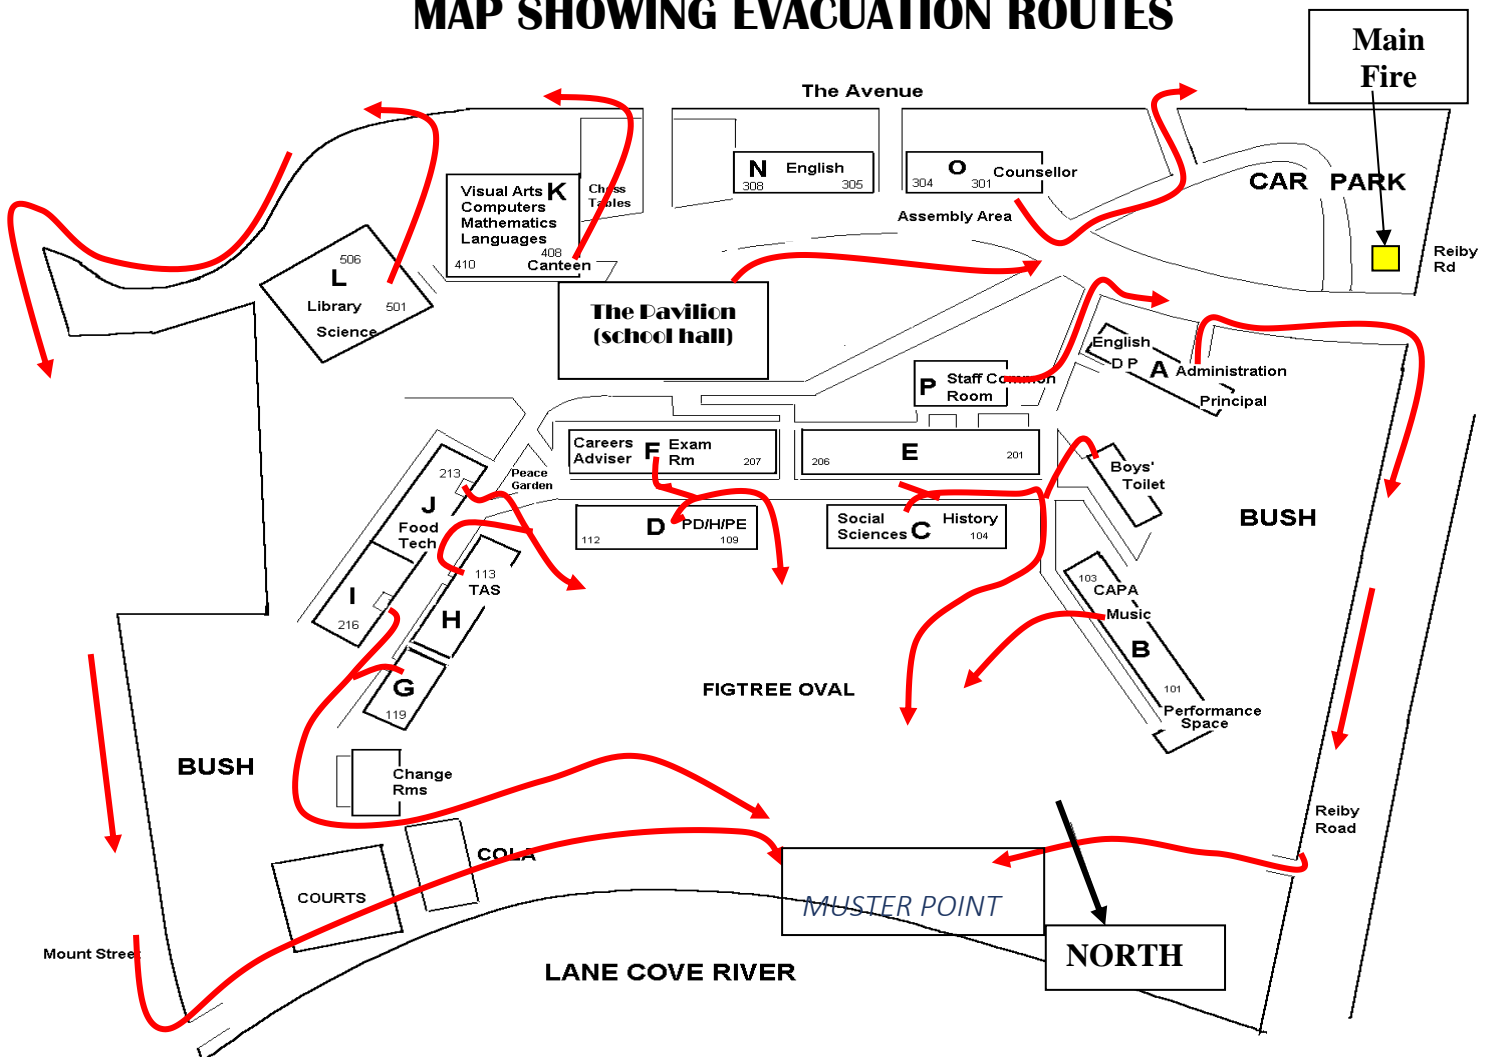 MAP SHOWING EVACUATION ROUTES
Main
Fire
The Avenue
N English
308 305
O Counsellor
304 301
CAR PARK
Visual Arts K
Computers
Mathematics
Languages
408
410 Canteen
Chess
Tables
Assembly Area
Reiby
Rd
506
L
Library 501
Science
The Pavilion
(school hall)
English
D P A Administration
Principal
P Staff Common
Room
Careers
Adviser F Exam
Rm 207
206 E 201
213
Peace
Garden
Boys'
Toilet
J
Food
Tech
D PD/H/PE
112 109
Social
Sciences C History
104
BUSH
113
TAS
103
CAPA
Music
I
216
H
B
G
119
101
Performance
Space
FIGTREE OVAL
BUSH
Change
Rms
Reiby
Road
COLA
COURTS
MUSTER POINT
Mount Street
LANE COVE RIVER
NORTH